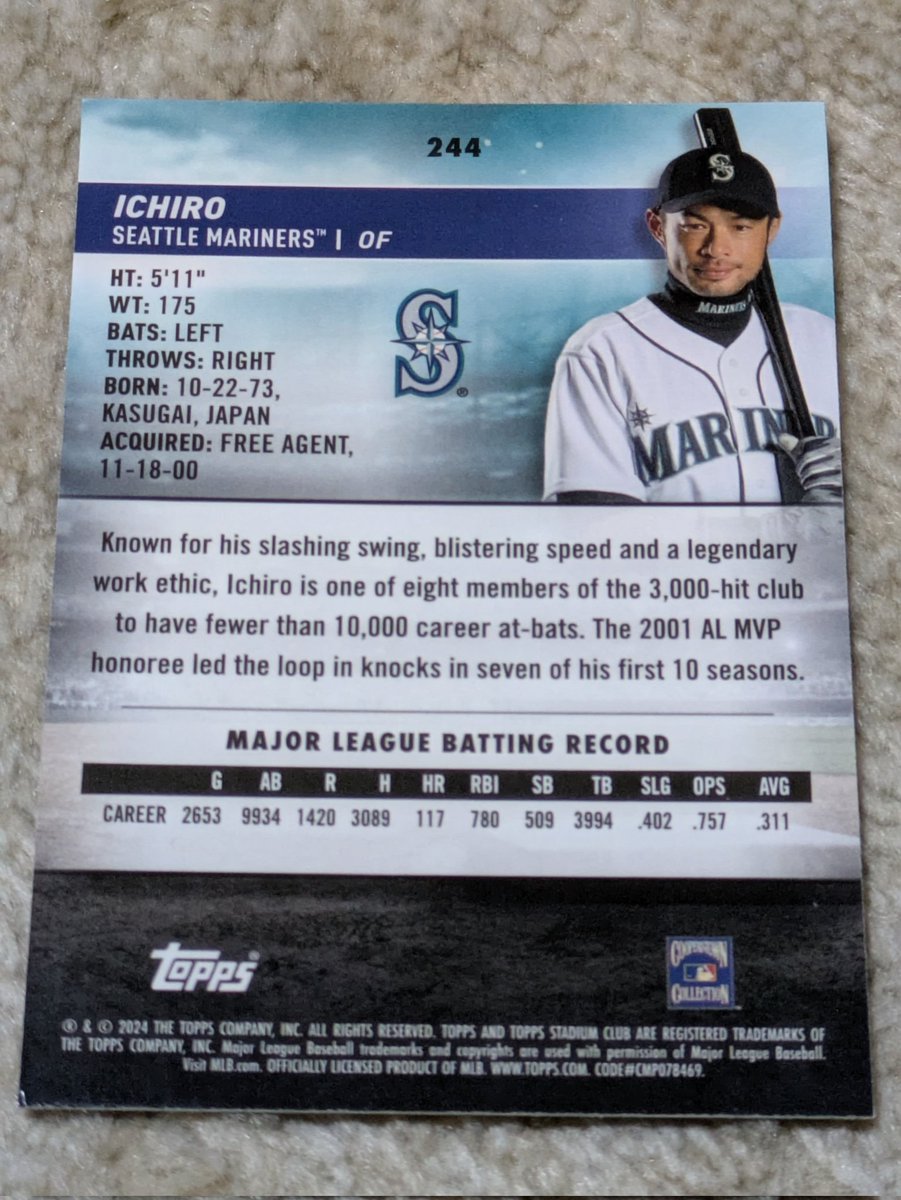 244
ICHIRO
SEATTLE MARINERS™ | OF
HT: 5'11"
WT: 175
BATS: LEFT
THROWS: RIGHT
BORN: 10-22-73,
KASUGAI, JAPAN
ACQUIRED: FREE AGENT,
11-18-00
S
®
S
MARINE
MARINER
Known for his slashing swing, blistering speed and a legendary
work ethic, Ichiro is one of eight members of the 3,000-hit club
to have fewer than 10,000 career at-bats. The 2001 AL MVP
honoree led the loop in knocks in seven of his first 10 seasons.
MAJOR LEAGUE BATTING RECORD
G AB R H HR RBI SB TB SLG OPS AVG
CAREER 2653 9934 1420 3089 117 780 509 3994 .402 .757 .311
topps®
COOPERSTOWN
COLLECTION
® & © 2024 THE TOPPS COMPANY, INC. ALL RIGHTS RESERVED. TOPPS AND TOPPS STADIUM CLUB ARE REGISTERED TRADEMARKS OF
THE TOPPS COMPANY, INC. Major League Baseball trademarks and copyrights are used with permission of Major League Baseball.
Visit MLB.com. OFFICIALLY LICENSED PRODUCT OF MLB. WWW.TOPPS.COM. CODE#CMP078469.